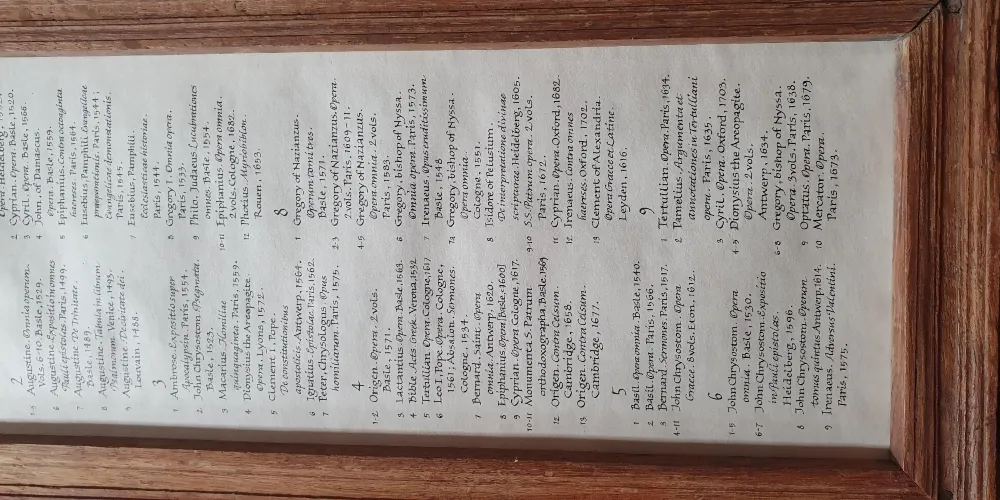 2
1-5 Augustine. Omnia operum.
Vols. 6-10. Basle, 1529.
6 Augustine. Expositio in omnes
Pauli epistolas. Paris, 1499.
7 Augustine. De Trinitate.
Basle, 1489.
8 Augustine. Tabula in librum
Psalmorum. Venice, 1493.
9 Augustine. De civitate dei.
Louvain, 1488.
3
1 Ambrose. Expositio super
Apocalypsin. Paris, 1554.
2 John Chrysostom.
Basle, 1523.
3 Macarius. Homiliae
quinquaginta. Paris, 1559.
4 Dionysius the Areopagite.
Opera. Lyons, 1572.
5 Clement I, Pope.
De constitutionibus
apostolicis. Antwerp, 1564.
6 Ignatius. Epistolae. Paris, 1562.
7 Peter, Chrysologus. Opus
homiliarum. Paris, 1575.
4
1-2 Origen. Opera. 2 vols.
Basle, 1571.
3 Lactantius. Opera. Basle, 1563.
4 Bible. Acts. Greek. Verona, 1532
5 Tertullian. Opera. Cologne, 1617
6 Leo I, Pope. Opera. Cologne,
1561; Absalon. Sermones.
Cologne, 1534
7 Bernard, Saint. Opera
omnia. Antwerp, 1620.
8 Ephiphanius. Opera. [Basle, 1560]
9 Cyprian. Opera. Cologne, 1617.
10-11 Monumenta S. Patrum
orthodoxographa. Basle, 1569
12 Origen. Contra Celsum
Cambridge, 1658.
13 Origen. Contra Celsum.
Cambridge, 1677.
5
1 Basil. Opera omnia. Basle, 1540.
2 Basil. Opera. Paris, 1566.
3 Bernard. Sermones. Paris, 1517.
4-11 John Chrysostom. Opera
Graece. 8 vols. Eton, 1612.
6
1-5 John Chrysostom. Opera
omnia. Basle, 1530.
6-7 John Chrysostom. Expositio
in Pauli epistolas.
Heidelberg, 1596.
8 John Chrysostom. Operum.
tomus quintus. Antwerp, 1614.
9 Irenaeus. Adversus Valentini.
Paris, 1575.
Opera. Heidelberg,
2 Cyprian. Opera. Basle, 1520.
3 Cyril. Opera. Basle, 1566.
4 John, of Damascus.
Opera. Basle, 1559.
5 Epiphanius. Contra octoginta
haereses. Paris, 1564.
6 Eusebius, Pamphili. Evangelicae
praeparationis. Paris, 1544;
Evangelicae demonstationis.
Paris, 1545.
7 Eusebius, Pamphili.
Ecclesiasticae historiae.
Paris, 1544.
8 Gregory I. Omnia opera.
Paris, 1533.
9 Philo, Judaeus. Lucubrationes
omnes. Basle, 1554.
10-11 Epiphanius. Opera omnia.
2 vols. Cologne, 1682.
12 Photius. Myriobiblon.
Rouen, 1653.
8
1 Gregory of Nazianzus.
Operum tomi tres.
Basle, 1571.
2-3 Gregory of Nazianzus. Opera.
2 vols. Paris, 1609-11.
4-5 Gregory of Nazianzus.
Opera omnia. 2 vols.
Paris, 1583.
6 Gregory, bishop of Nyssa.
Omnia Opera. Paris, 1573.
7 Irenaeus. Opus eruditissimum
Basle, 1548
7a Gregory, bishop of Nyssa.
Opera omnia.
Cologne, 1551.
8 Isidore of Pelusium.
De interpretatione divinae
scripturae. Heidelberg, 1605.
9-10 S.S. Patrum. opera. 2 vols.
Paris, 1672.
11 Cyprian. Opera. Oxford, 1682.
12 Irenaeus. Contra omnes
haereses. Oxford, 1702.
13 Clement of Alexandria.
Opera Graece et Latine.
Leyden, 1616.
9
1 Tertullian. Opera. Paris, 1634.
2 Pamelius. Argumenta et
annotationes in Tertulliani
opera. Paris, 1635.
3 Cyril. Opera. Oxford, 1703.
4-5 Dionysius the Areopagite.
Opera. 2 vols.
Antwerp, 1634.
6-8 Gregory, bishop of Nyssa.
Opera. 3 vols. Paris, 1638.
9 Optatus. Opera. Paris, 1679.
10 Mercator. Opera.
Paris, 1673.